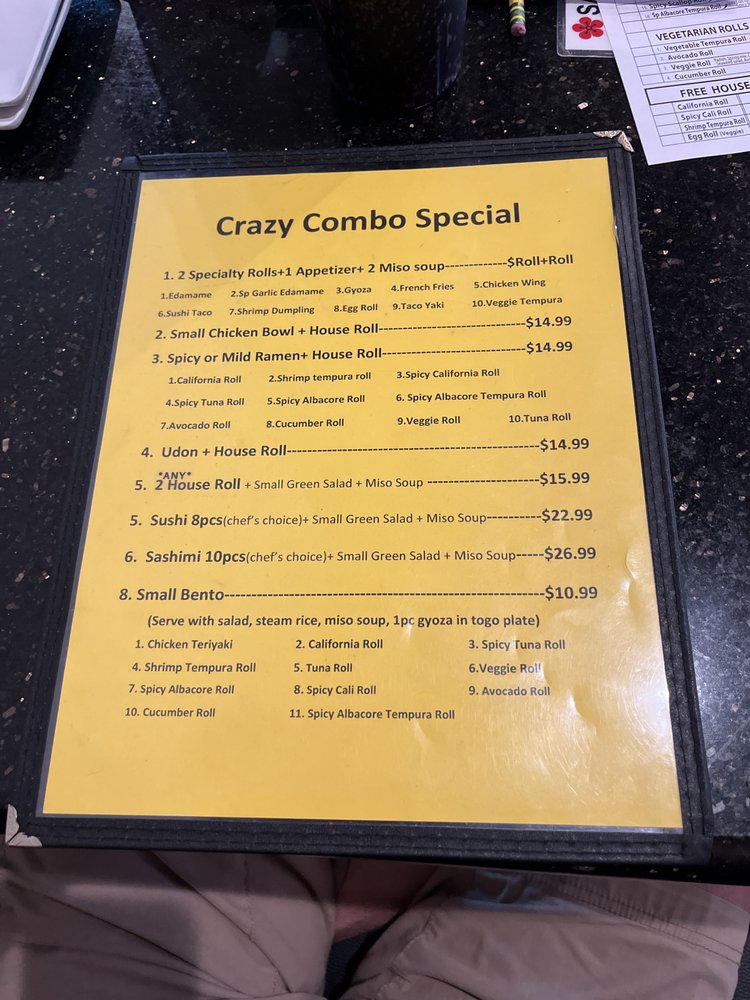 15. Spicy Scallop Roll
16. Sp Albacore Tempura Roll
VEGETARIAN ROLLS
1. Vegetable Tempura Roll
2. Avocado Roll
3. Veggie Roll
4. Cucumber Roll
FREE HOUSE
California Roll
Spicy Cali Roll
Shrimp Tempura Roll
Egg Roll (Veggie)
Crazy Combo Special
1. 2 Specialty Rolls+1 Appetizer+ 2 Miso soup-------------$Roll+Roll
1.Edamame 2.Sp Garlic Edamame 3.Gyoza 4.French Fries 5.Chicken Wing
6.Sushi Taco 7.Shrimp Dumpling 8.Egg Roll 9.Taco Yaki 10.Veggie Tempura
2. Small Chicken Bowl + House Roll------------------------------$14.99
3. Spicy or Mild Ramen+ House Roll-----------------------------$14.99
1.California Roll 2.Shrimp tempura roll 3.Spicy California Roll
4.Spicy Tuna Roll 5.Spicy Albacore Roll 6. Spicy Albacore Tempura Roll
7.Avocado Roll 8.Cucumber Roll 9.Veggie Roll 10.Tuna Roll
4. Udon + House Roll---------------------------------------------------$14.99
*ANY*
5. 2 House Roll + Small Green Salad + Miso Soup ----------------------$15.99
5. Sushi 8pcs(chef's choice)+ Small Green Salad + Miso Soup----------$22.99
6. Sashimi 10pcs(chef's choice)+ Small Green Salad + Miso Soup-----$26.99
8. Small Bento---------------------------------------------------------------$10.99
(Serve with salad, steam rice, miso soup, 1pc gyoza in togo plate)
1. Chicken Teriyaki 2. California Roll 3. Spicy Tuna Roll
4. Shrimp Tempura Roll 5. Tuna Roll 6.Veggie Roll
7. Spicy Albacore Roll 8. Spicy Cali Roll 9. Avocado Roll
10. Cucumber Roll 11. Spicy Albacore Tempura Roll